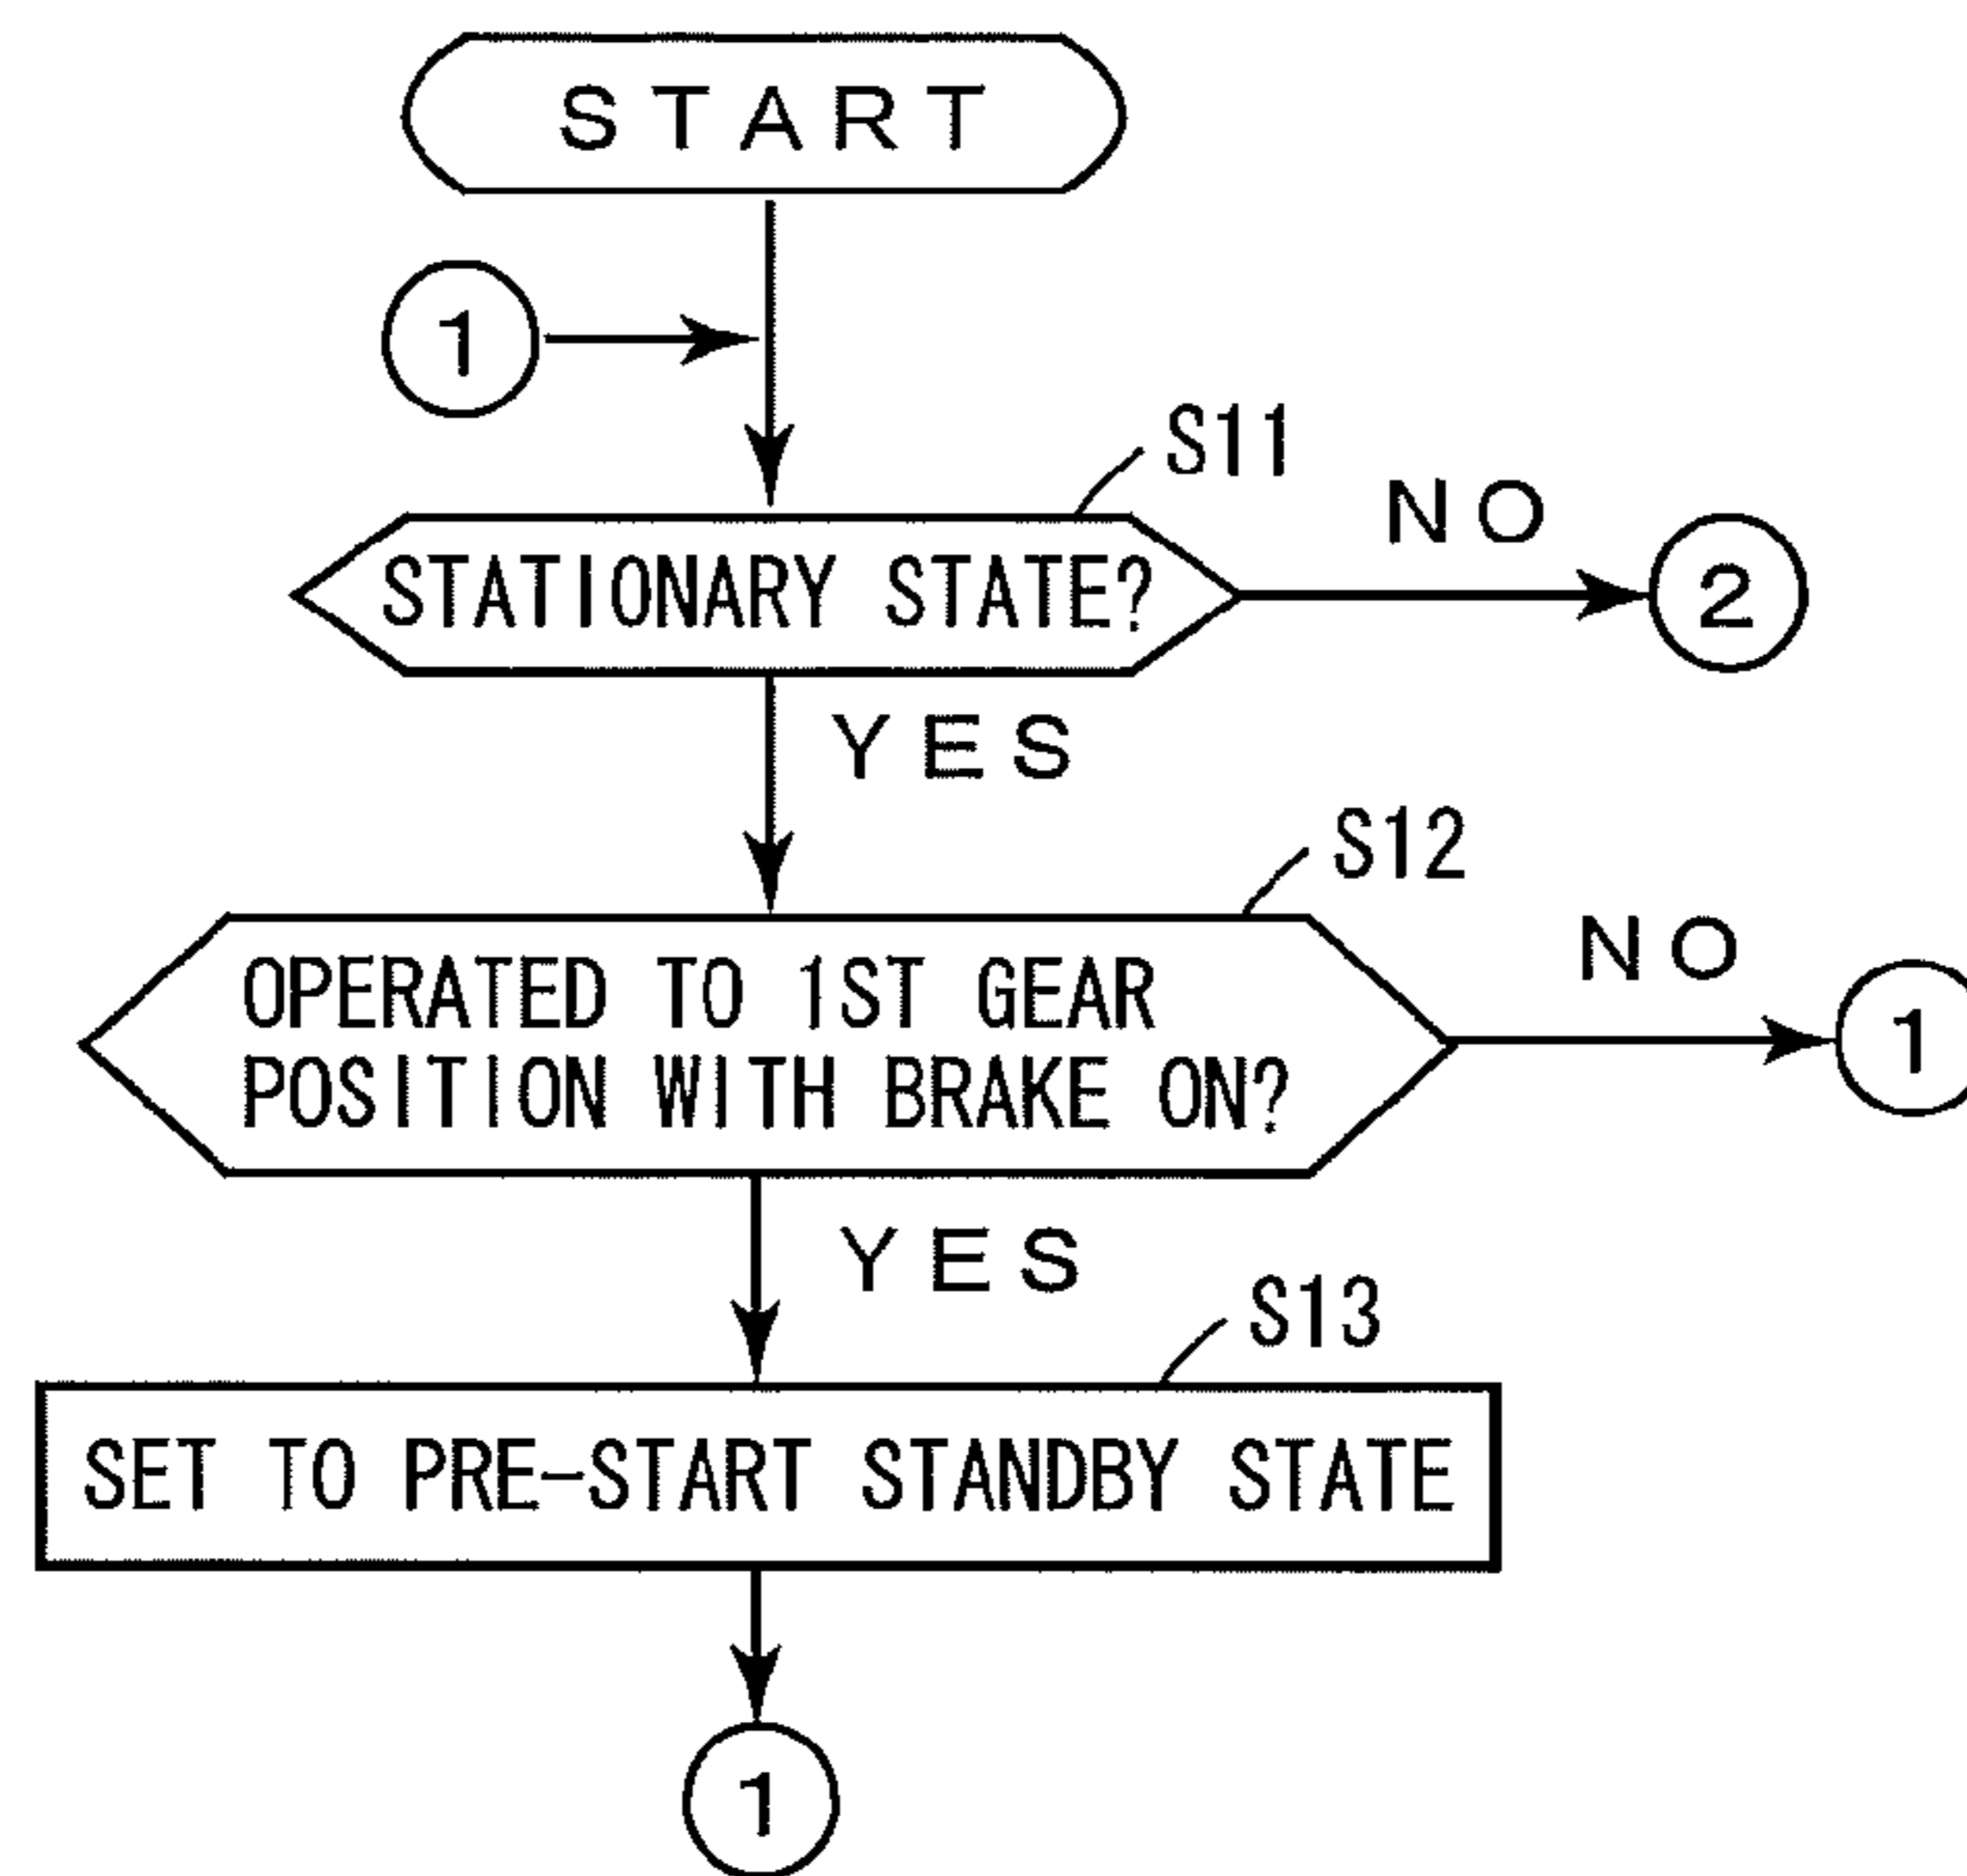 START
1
S11
STATIONARY STATE?
NO
2
YES
S12
OPERATED TO 1ST GEAR
POSITION WITH BRAKE ON?
NO
1
YES
S13
SET TO PRE-START STANDBY STATE
1